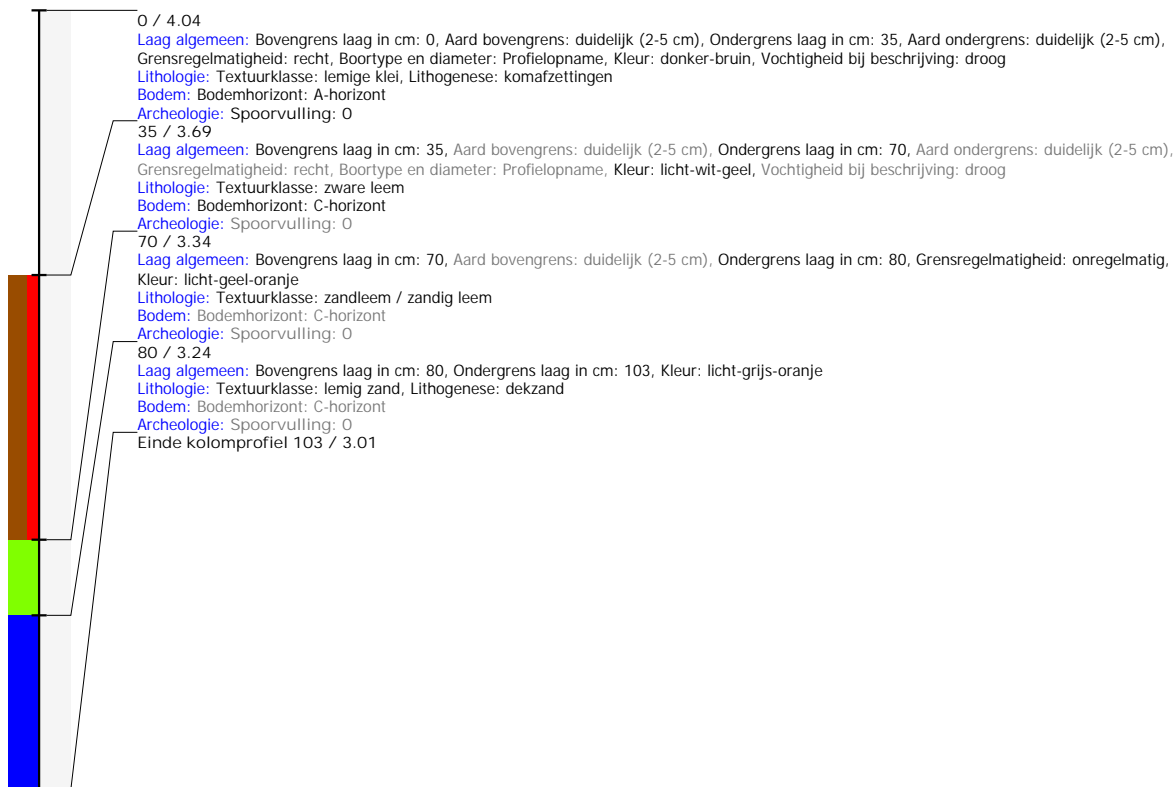 0 / 4.04
Laag algemeen: Bovengrens laag in cm: 0, Aard bovengrens: duidelijk (2-5 cm), Ondergrens laag in cm: 35, Aard ondergrens: duidelijk (2-5 cm),
Grensregelmatigheid: recht, Boortype en diameter: Profielopname, Kleur: donker-bruin, Vochtigheid bij beschrijving: droog
Lithologie: Textuurklasse: lemige klei, Lithogenese: komafzettingen
Bodem: Bodemhorizont: A-horizont
Archeologie: Spoorvulling: 0
35 / 3.69
Laag algemeen: Bovengrens laag in cm: 35, Aard bovengrens: duidelijk (2-5 cm), Ondergrens laag in cm: 70, Aard ondergrens: duidelijk (2-5 cm),
Grensregelmatigheid: recht, Boortype en diameter: Profielopname, Kleur: licht-wit-geel, Vochtigheid bij beschrijving: droog
Lithologie: Textuurklasse: zware leem
Bodem: Bodemhorizont: C-horizont
Archeologie: Spoorvulling: 0
70 / 3.34
Laag algemeen: Bovengrens laag in cm: 70, Aard bovengrens: duidelijk (2-5 cm), Ondergrens laag in cm: 80, Grensregelmatigheid: onregelmatig,
Kleur: licht-geel-oranje
Lithologie: Textuurklasse: zandleem / zandig leem
Bodem: Bodemhorizont: C-horizont
Archeologie: Spoorvulling: 0
80 / 3.24
Laag algemeen: Bovengrens laag in cm: 80, Ondergrens laag in cm: 103, Kleur: licht-grijs-oranje
Lithologie: Textuurklasse: lemig zand, Lithogenese: dekzand
Bodem: Bodemhorizont: C-horizont
Archeologie: Spoorvulling: 0
Einde kolomprofiel 103 / 3.01